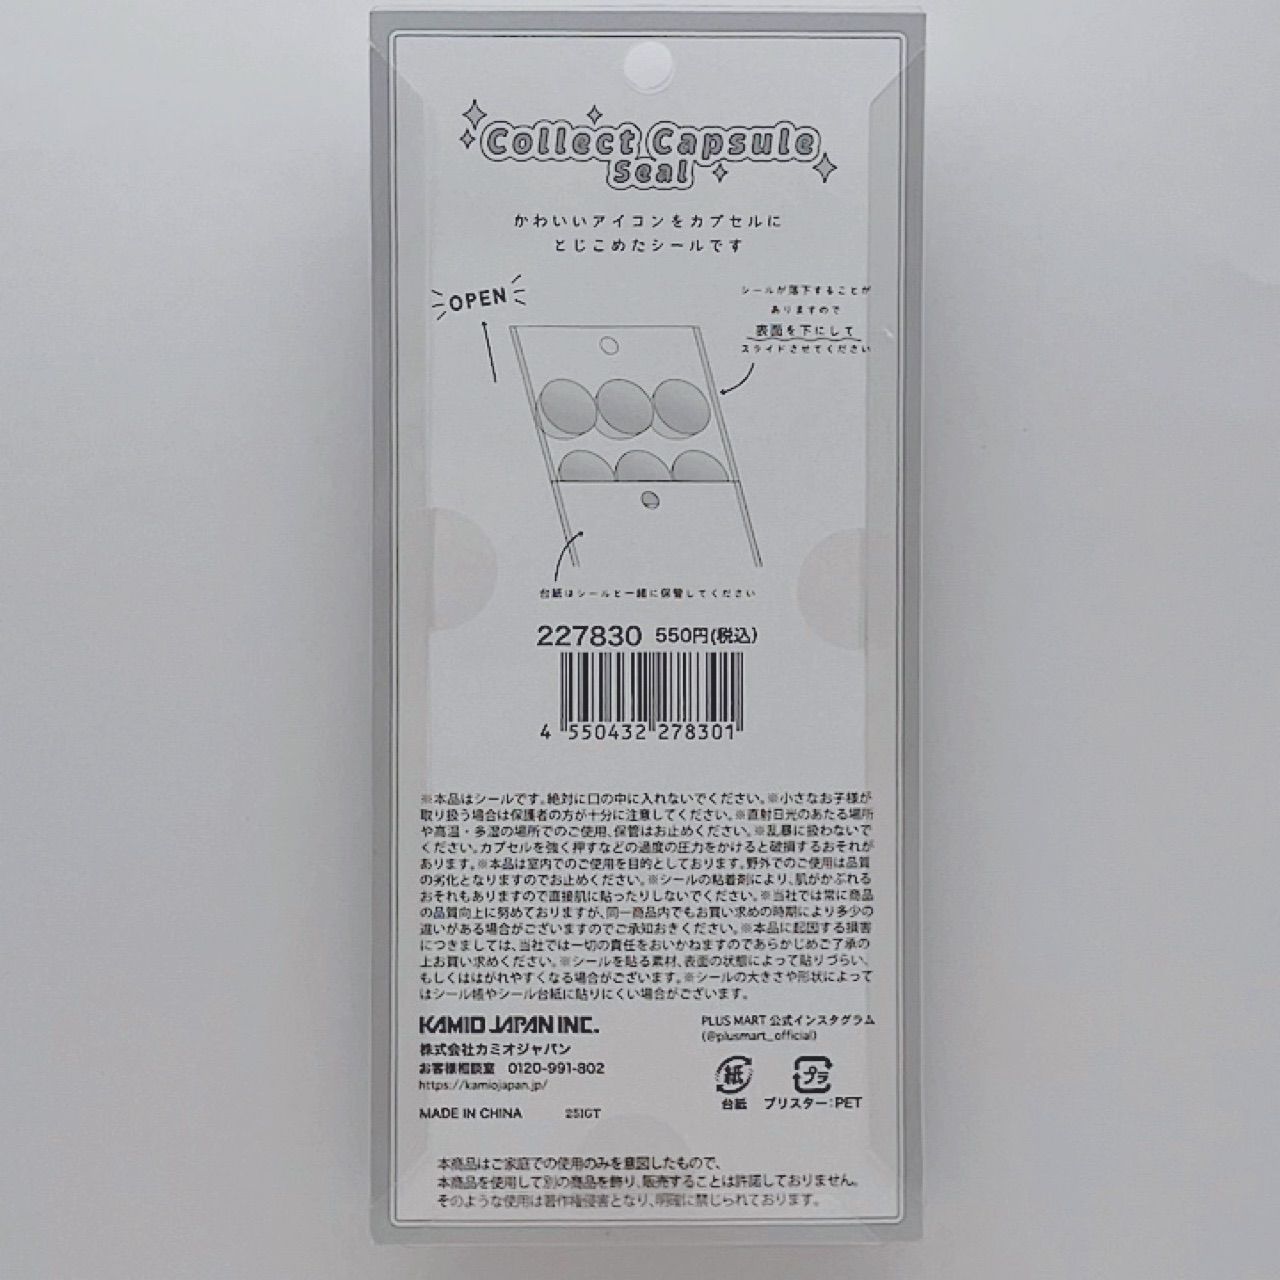 Collect Capsule
Seal
かわいいアイコンをカプセルに
とじこめたシールです
OPEN
シールが落下することが
ありますので
表面を下にして
スライドさせてください
台紙はシールと一緒に保管してください
227830 550円(税込)
4 550432 278301
※本品はシールです。絶対に口の中に入れないでください。※小さなお子様が
取り扱う場合は保護者の方が十分に注意してください。※直射日光のあたる場所
や高温・多湿の場所でのご使用、保管はお止めください。※乱暴に扱わないで
ください。カプセルを強く押すなどの過度の圧力をかけると破損するおそれが
あります。※本品は室内でのご使用を目的としております。野外でのご使用は品質
の劣化となりますのでお止めください。※シールの粘着剤により、肌がかぶれる
おそれもありますので直接肌に貼ったりしないでください。※当社では常に商品
の品質向上に努めておりますが、同一商品内でもお買い求めの時期により多少の
違いがある場合がございますのでご承知おきください。※本品に起因する損害
につきましては、当社では一切の責任をおいかねますのであらかじめご了承の
上お買い求めください。※シールを貼る素材、表面の状態によって貼りづらい、
もしくははがれやすくなる場合がございます。※シールの大きさや形状によって
はシール帳やシール台紙に貼りにくい場合がございます。
KAMIO JAPAN INC.
株式会社カミオジャパン
お客様相談室 0120-991-802
https://kamiojapan.jp/
MADE IN CHINA 251GT
PLUS MART 公式インスタグラム
(@plusmart_official)
紙 プラ
台紙 ブリスター:PET
本商品はご家庭での使用のみを意図したもので、
本商品を使用して別の商品を飾り、販売することは許諾しておりません。
そのような使用は著作権侵害となり、明確に禁じられております。